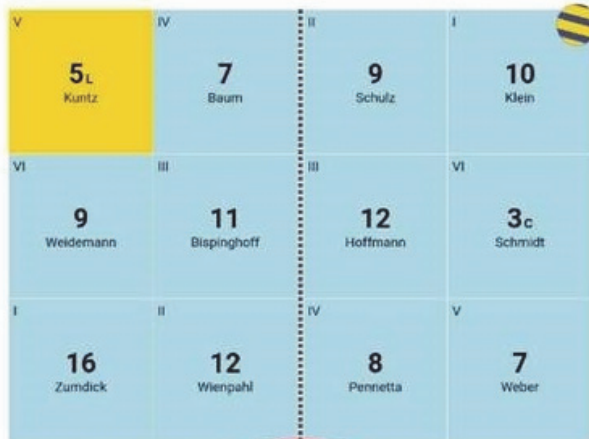 V
5L
Kuntz
IV
7
Baum
II
9
Schulz
I
10
Klein
VI
9
Weidemann
III
11
Bispinghoff
III
12
Hoffmann
VI
3c
Schmidt
I
16
Zumdick
II
12
Wienpahl
IV
8
Pennetta
V
7
Weber